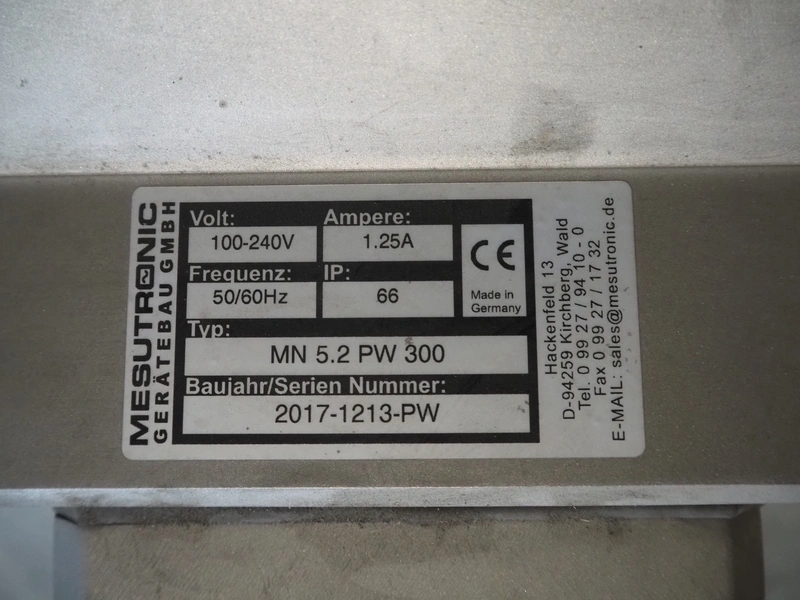 MESUTRONIC
GERÄTEBAU GMBH
Volt:
100-240V
Ampere:
1.25A
Frequenz:
50/60Hz
IP:
66
CE
Made in
Germany
Typ:
MN 5.2 PW 300
Baujahr/Serien Nummer:
2017-1213-PW
Hackenfeld 13
D-94259 Kirchberg, Wald
Tel. 0 99 27 / 94 10 - 0
Fax 0 99 27 / 17 32
E-MAIL: sales@mesutronic.de